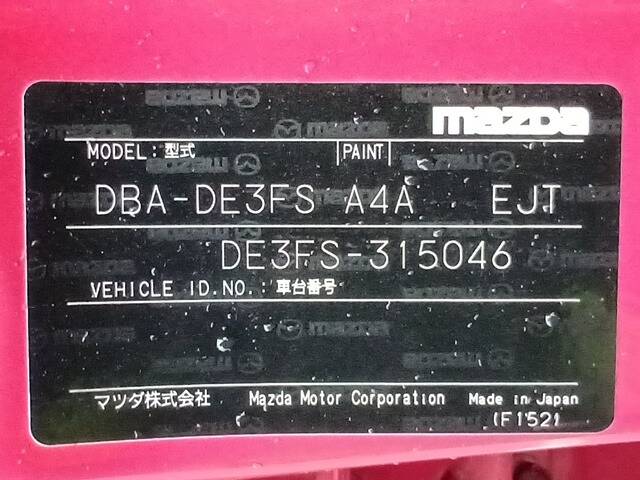 mazda
MODEL: 型式 PAINT
DBA-DE3FS A4A EJT
DE3FS-315046
VEHICLE ID.NO.: 車台番号
マツダ株式会社 Mazda Motor Corporation Made in Japan
(F152)